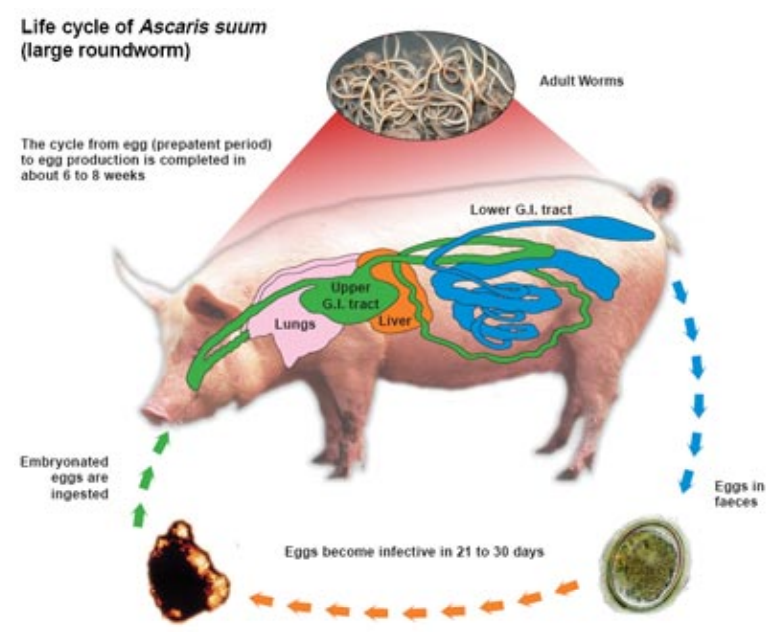 Life cycle of Ascaris suum
(large roundworm)
Adult Worms
The cycle from egg (prepatent period)
to egg production is completed in
about 6 to 8 weeks
Lower G.I. tract
Upper
G.I. tract
Lungs
Liver
Embryonated
eggs are
ingested
Eggs in
faeces
Eggs become infective in 21 to 30 days